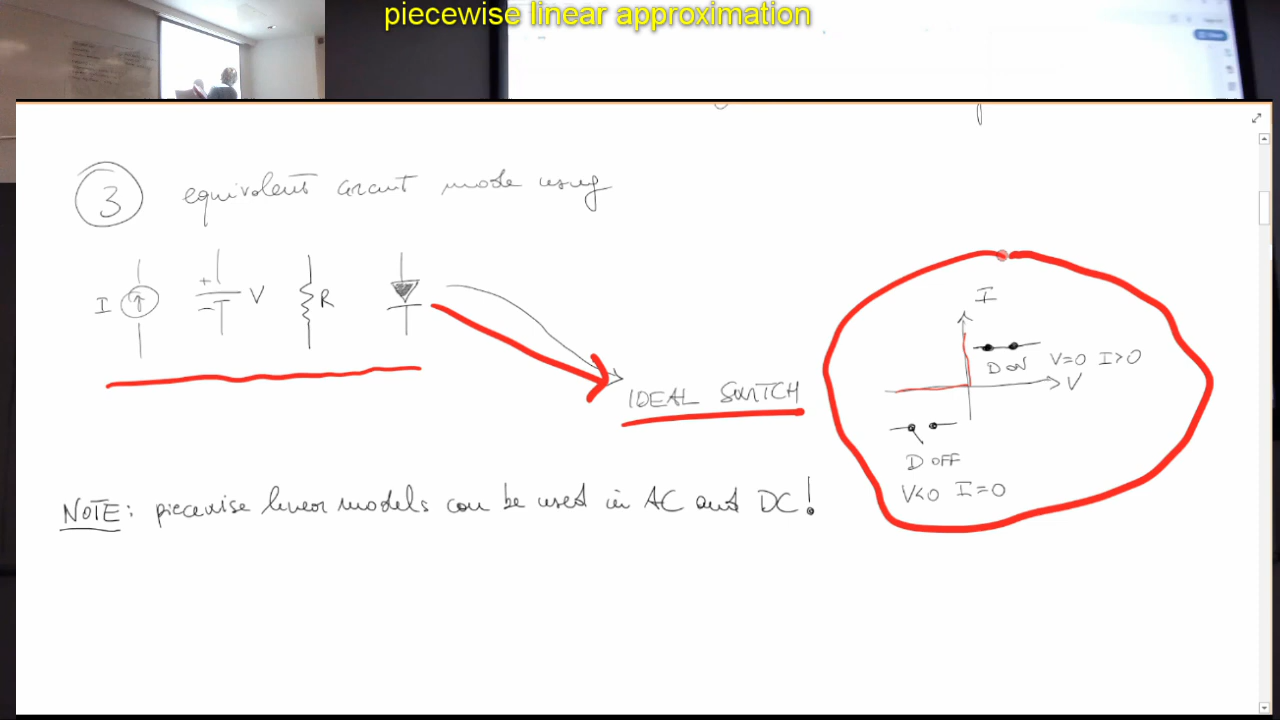 piecewise linear approximation
3 equivalent circuit mode using
I
+
-
V
R
IDEAL SWITCH
I
D ON V=0 I>0
V
D OFF
V<0 I=0
NOTE: piecewise linear models can be used in AC and DC!